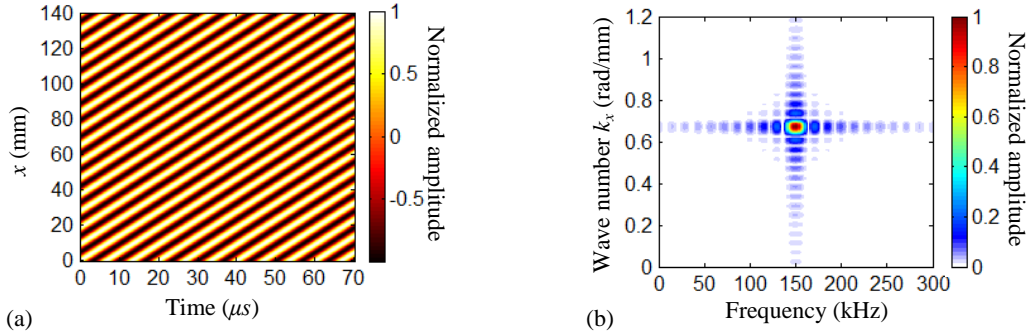 140
120
100
80
60
40
20
0
x (mm)
0 10 20 30 40 50 60 70
Time (μs)
1
0.5
0
-0.5
Normalized amplitude
(a)
1.2
1
0.8
0.6
0.4
0.2
0
Wave number kx (rad/mm)
0 50 100 150 200 250 300
Frequency (kHz)
1
0.8
0.6
0.4
0.2
0
Normalized amplitude
(b)